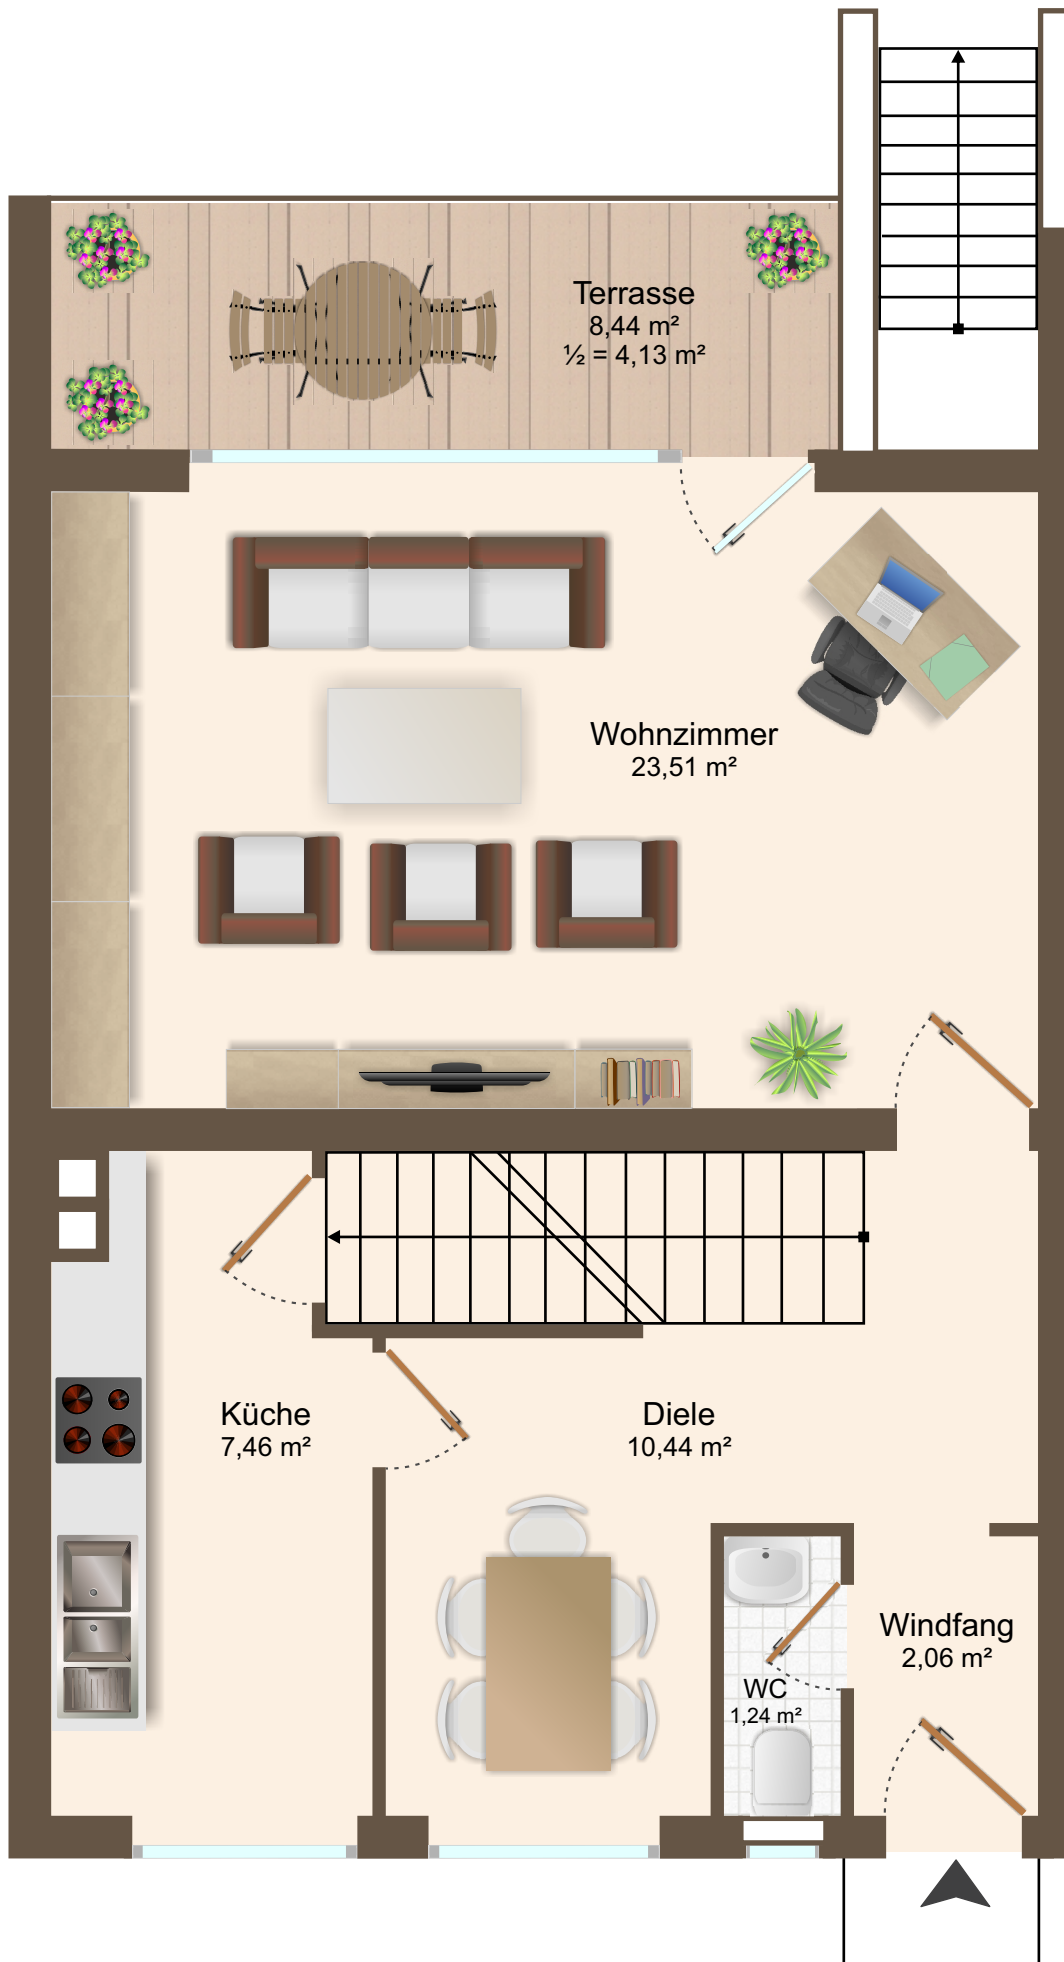 Terrasse
8,44 m²
½ = 4,13 m²
Wohnzimmer
23,51 m²
Küche
7,46 m²
Diele
10,44 m²
Windfang
2,06 m²
WC
1,24 m²